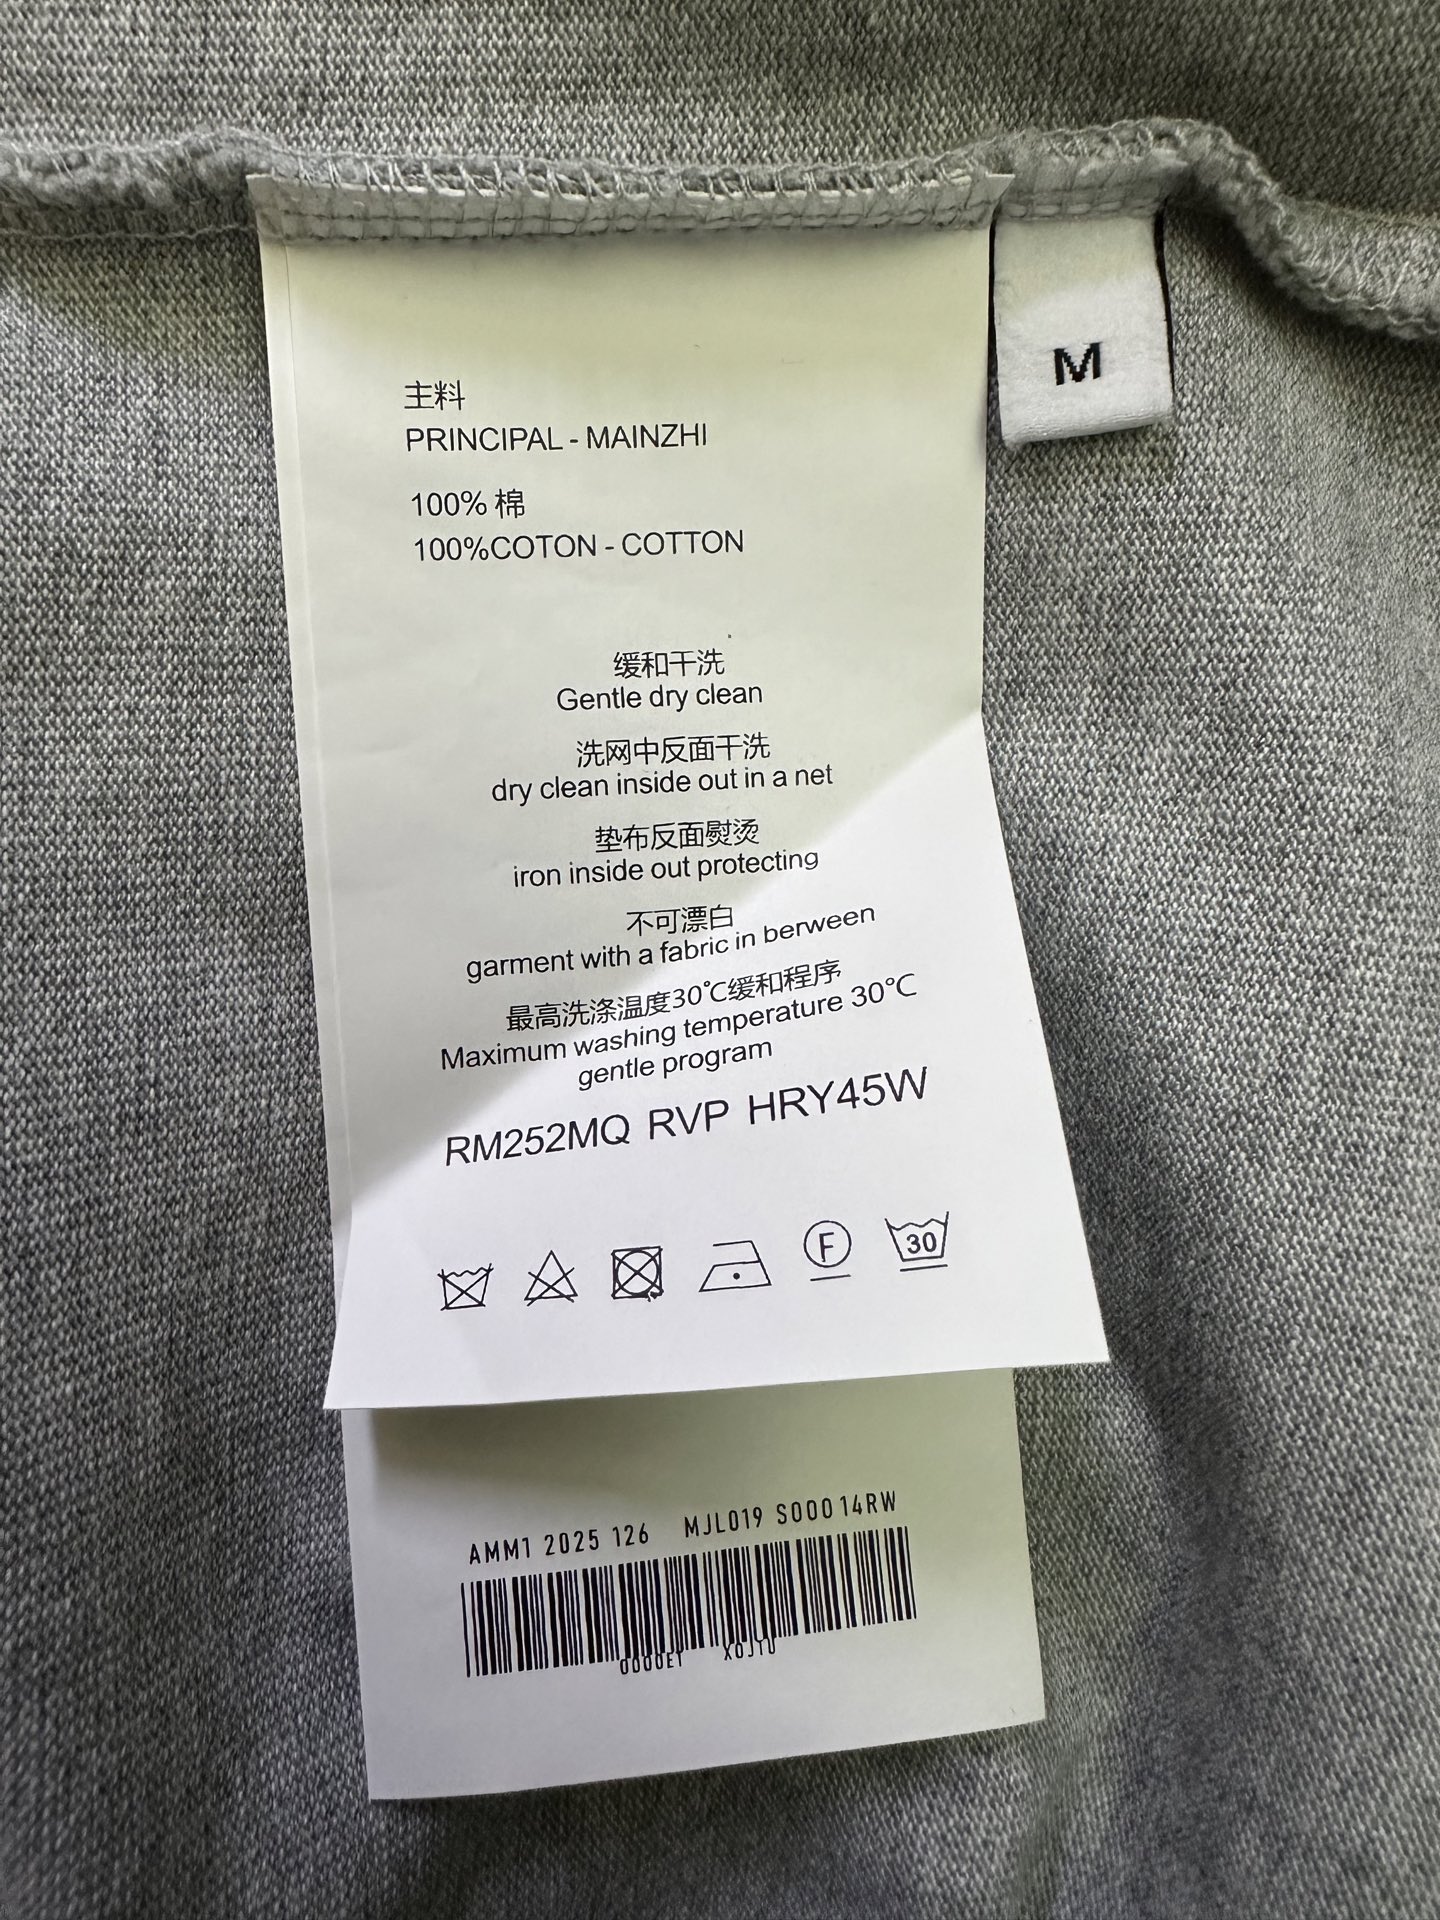 主料
PRINCIPAL - MAINZHI
M
100% 棉
100%COTON - COTTON
缓和干洗
Gentle dry clean
洗网中反面干洗
dry clean inside out in a net
垫布反面熨烫
iron inside out protecting
不可漂白
garment with a fabric in berween
最高洗涤温度30℃缓和程序
Maximum washing temperature 30℃
gentle program
RM252MQ RVP HRY45W
F
30
AMM1 2025 126 MJL019 S00014RW